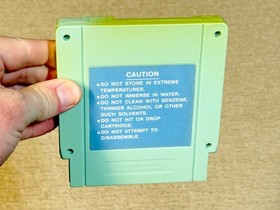 CAUTION
●DO NOT STORE IN EXTREME
TEMPERATURES.
●DO NOT IMMERSE IN WATER.
●DO NOT CLEAN WITH BENZENE,
THINNER ALCOHOL OR OTHER
SUCH SOLVENTS.
●DO NOT HIT OR DROP
CARTRIDGE.
●DO NOT ATTEMPT TO
DISASSEMBLE.